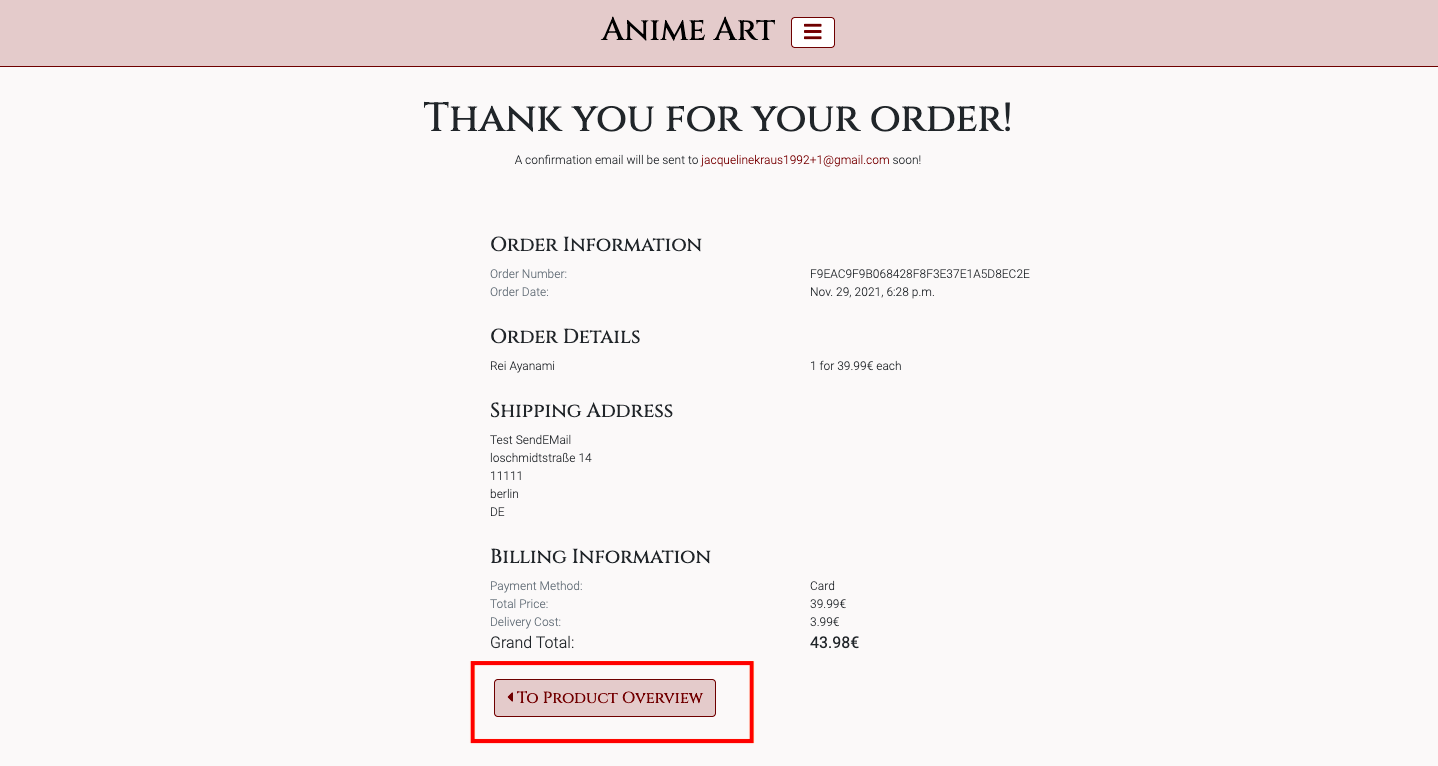 Anime Art
Thank you for your order!
A confirmation email will be sent to jacquelinekraus1992+1@gmail.com soon!
Order Information
Order Number: F9EAC9F9B068428F8F3E37E1A5D8EC2E
Order Date: Nov. 29, 2021, 6:28 p.m.
Order Details
Rei Ayanami 1 for 39.99€ each
Shipping Address
Test SendEMail
loschmidtstraße 14
11111
berlin
DE
Billing Information
Payment Method: Card
Total Price: 39.99€
Delivery Cost: 3.99€
Grand Total: 43.98€
To Product Overview